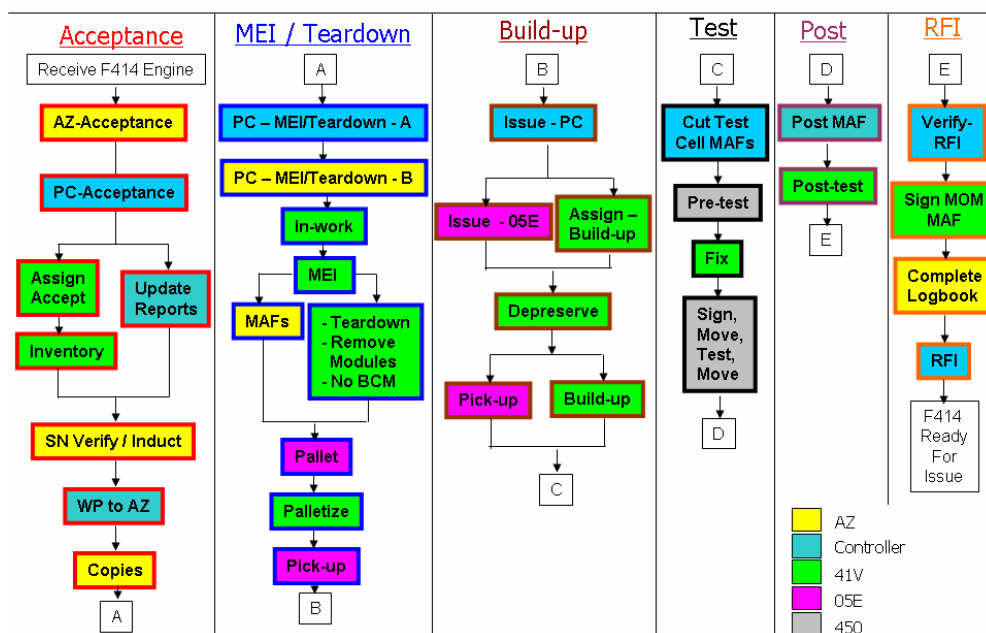 Acceptance
Receive F414 Engine
AZ-Acceptance
PC-Acceptance
Assign
Accept
Update
Reports
Inventory
SN Verify / Induct
WP to AZ
Copies
A
MEI / Teardown
A
PC – MEI/Teardown - A
PC – MEI/Teardown - B
In-work
MEI
MAFs
- Teardown
- Remove
Modules
- No BCM
Pallet
Palletize
Pick-up
B
Build-up
B
Issue - PC
Issue - 05E
Assign –
Build-up
Depreserve
Pick-up
Build-up
C
Test
C
Cut Test
Cell MAFs
Pre-test
Fix
Sign,
Move,
Test,
Move
D
Post
D
Post MAF
Post-test
E
RFI
E
Verify-
RFI
Sign MOM
MAF
Complete
Logbook
RFI
F414
Ready
For
Issue
AZ
Controller
41V
05E
450